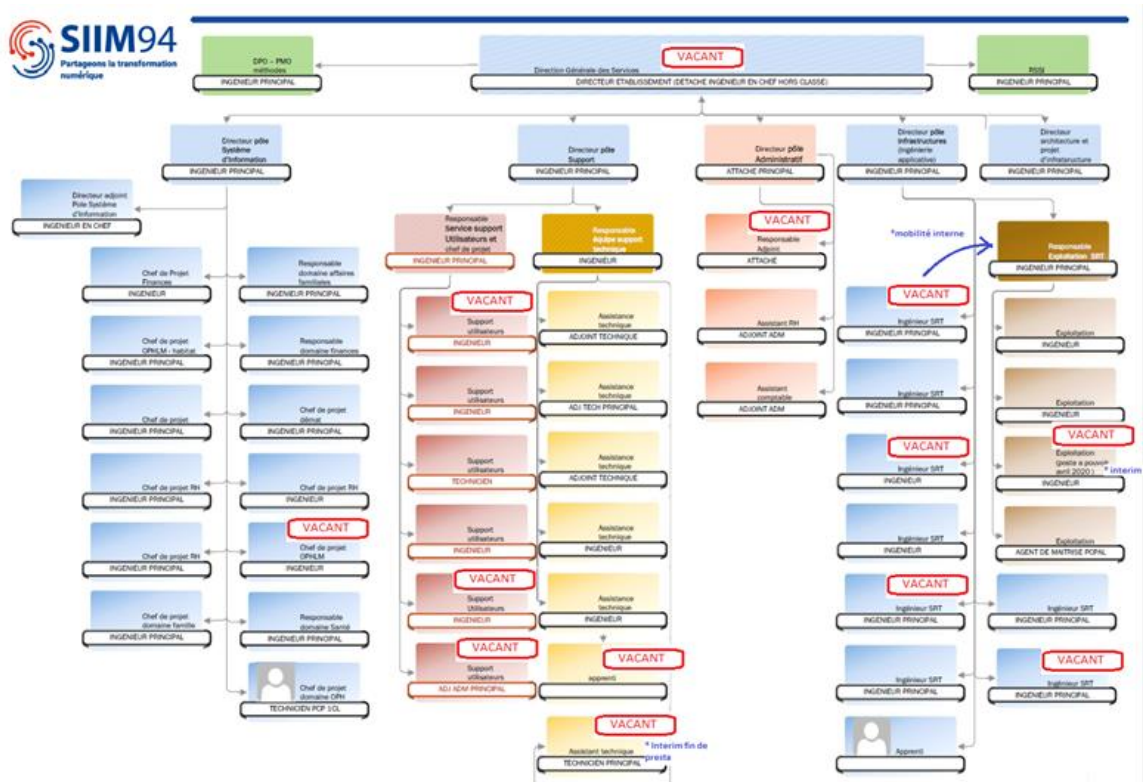 SIIM94
Partageons la transformation
numérique
DPO – PMO
méthodes
INGENIEUR PRINCIPAL
VACANT
Direction Générale des Services
DIRECTEUR ETABLISSEMENT (DETACHE INGENIEUR EN CHEF HORS CLASSE)
RSSI
INGENIEUR PRINCIPAL
Directeur pôle
Système
d'Information
INGENIEUR PRINCIPAL
Directeur pôle
Support
INGENIEUR PRINCIPAL
Directeur pôle
Administratif
ATTACHE PRINCIPAL
Directeur pôle
Infrastructures
(Ingénierie
applicative)
INGENIEUR PRINCIPAL
Directeur
architecture et
projet
d'infratsructure
INGENIEUR PRINCIPAL
Directeur adjoint
Pole Système
d'Information
INGENIEUR EN CHEF
Chef de Projet
Finances
INGENIEUR
Responsable
domaine affaires
familiales
INGENIEUR PRINCIPAL
Chef de projet
OPHLM - habitat
INGENIEUR PRINCIPAL
Responsable
domaine finances
INGENIEUR PRINCIPAL
Chef de projet
INGENIEUR PRINCIPAL
Chef de projet
démat
INGENIEUR PRINCIPAL
Chef de projet RH
INGENIEUR PRINCIPAL
Chef de projet RH
INGENIEUR
Chef de projet RH
INGENIEUR PRINCIPAL
VACANT
Chef de projet
OPHLM
INGENIEUR
Chef de projet
domaine famille
INGENIEUR PRINCIPAL
Responsable
domaine Santé
INGENIEUR PRINCIPAL
Chef de projet
domaine OPH
TECHNICIEN PCP 1CL
Responsable
Service support
Utilisateurs et
chef de projet
INGENIEUR PRINCIPAL
VACANT
Support
utilisateurs
INGENIEUR
Support
utilisateurs
INGENIEUR
Support
utilisateurs
TECHNICIEN
Support
utilisateurs
INGENIEUR
VACANT
Support
Utilisateurs
INGENIEUR
VACANT
Support
utilisateurs
ADJ ADM PRINCIPAL
Responsable
équipe support
technique
INGENIEUR
Assistance
technique
ADJOINT TECHNIQUE
Assistance
technique
ADJ TECH PRINCIPAL
Assistance
technique
ADJOINT TECHNIQUE
Assistance
technique
INGENIEUR
Assistance
technique
INGENIEUR
VACANT
apprenti
VACANT
Assistant technique
TECHNICIEN PRINCIPAL
* Interim fin de
presta
VACANT
Responsable
Adjoint
ATTACHE
Assistant RH
ADJOINT ADM
Assistant
comptable
ADJOINT ADM
*mobilité interne
VACANT
Ingénieur SRT
INGENIEUR PRINCIPAL
Ingénieur SRT
INGENIEUR PRINCIPAL
VACANT
Ingénieur SRT
INGENIEUR
Ingénieur SRT
INGENIEUR
VACANT
Ingénieur SRT
INGENIEUR PRINCIPAL
Ingénieur SRT
INGENIEUR PRINCIPAL
Apprenti
Responsable
Exploitation SRT
INGENIEUR PRINCIPAL
Exploitation
INGENIEUR
Exploitation
INGENIEUR
VACANT
Exploitation
(poste a pouvoir
avril 2020 )
* interim
INGENIEUR
Exploitation
AGENT DE MAITRISE POPAL
Ingénieur SRT
INGENIEUR PRINCIPAL
VACANT
Ingénieur SRT
INGENIEUR PRINCIPAL